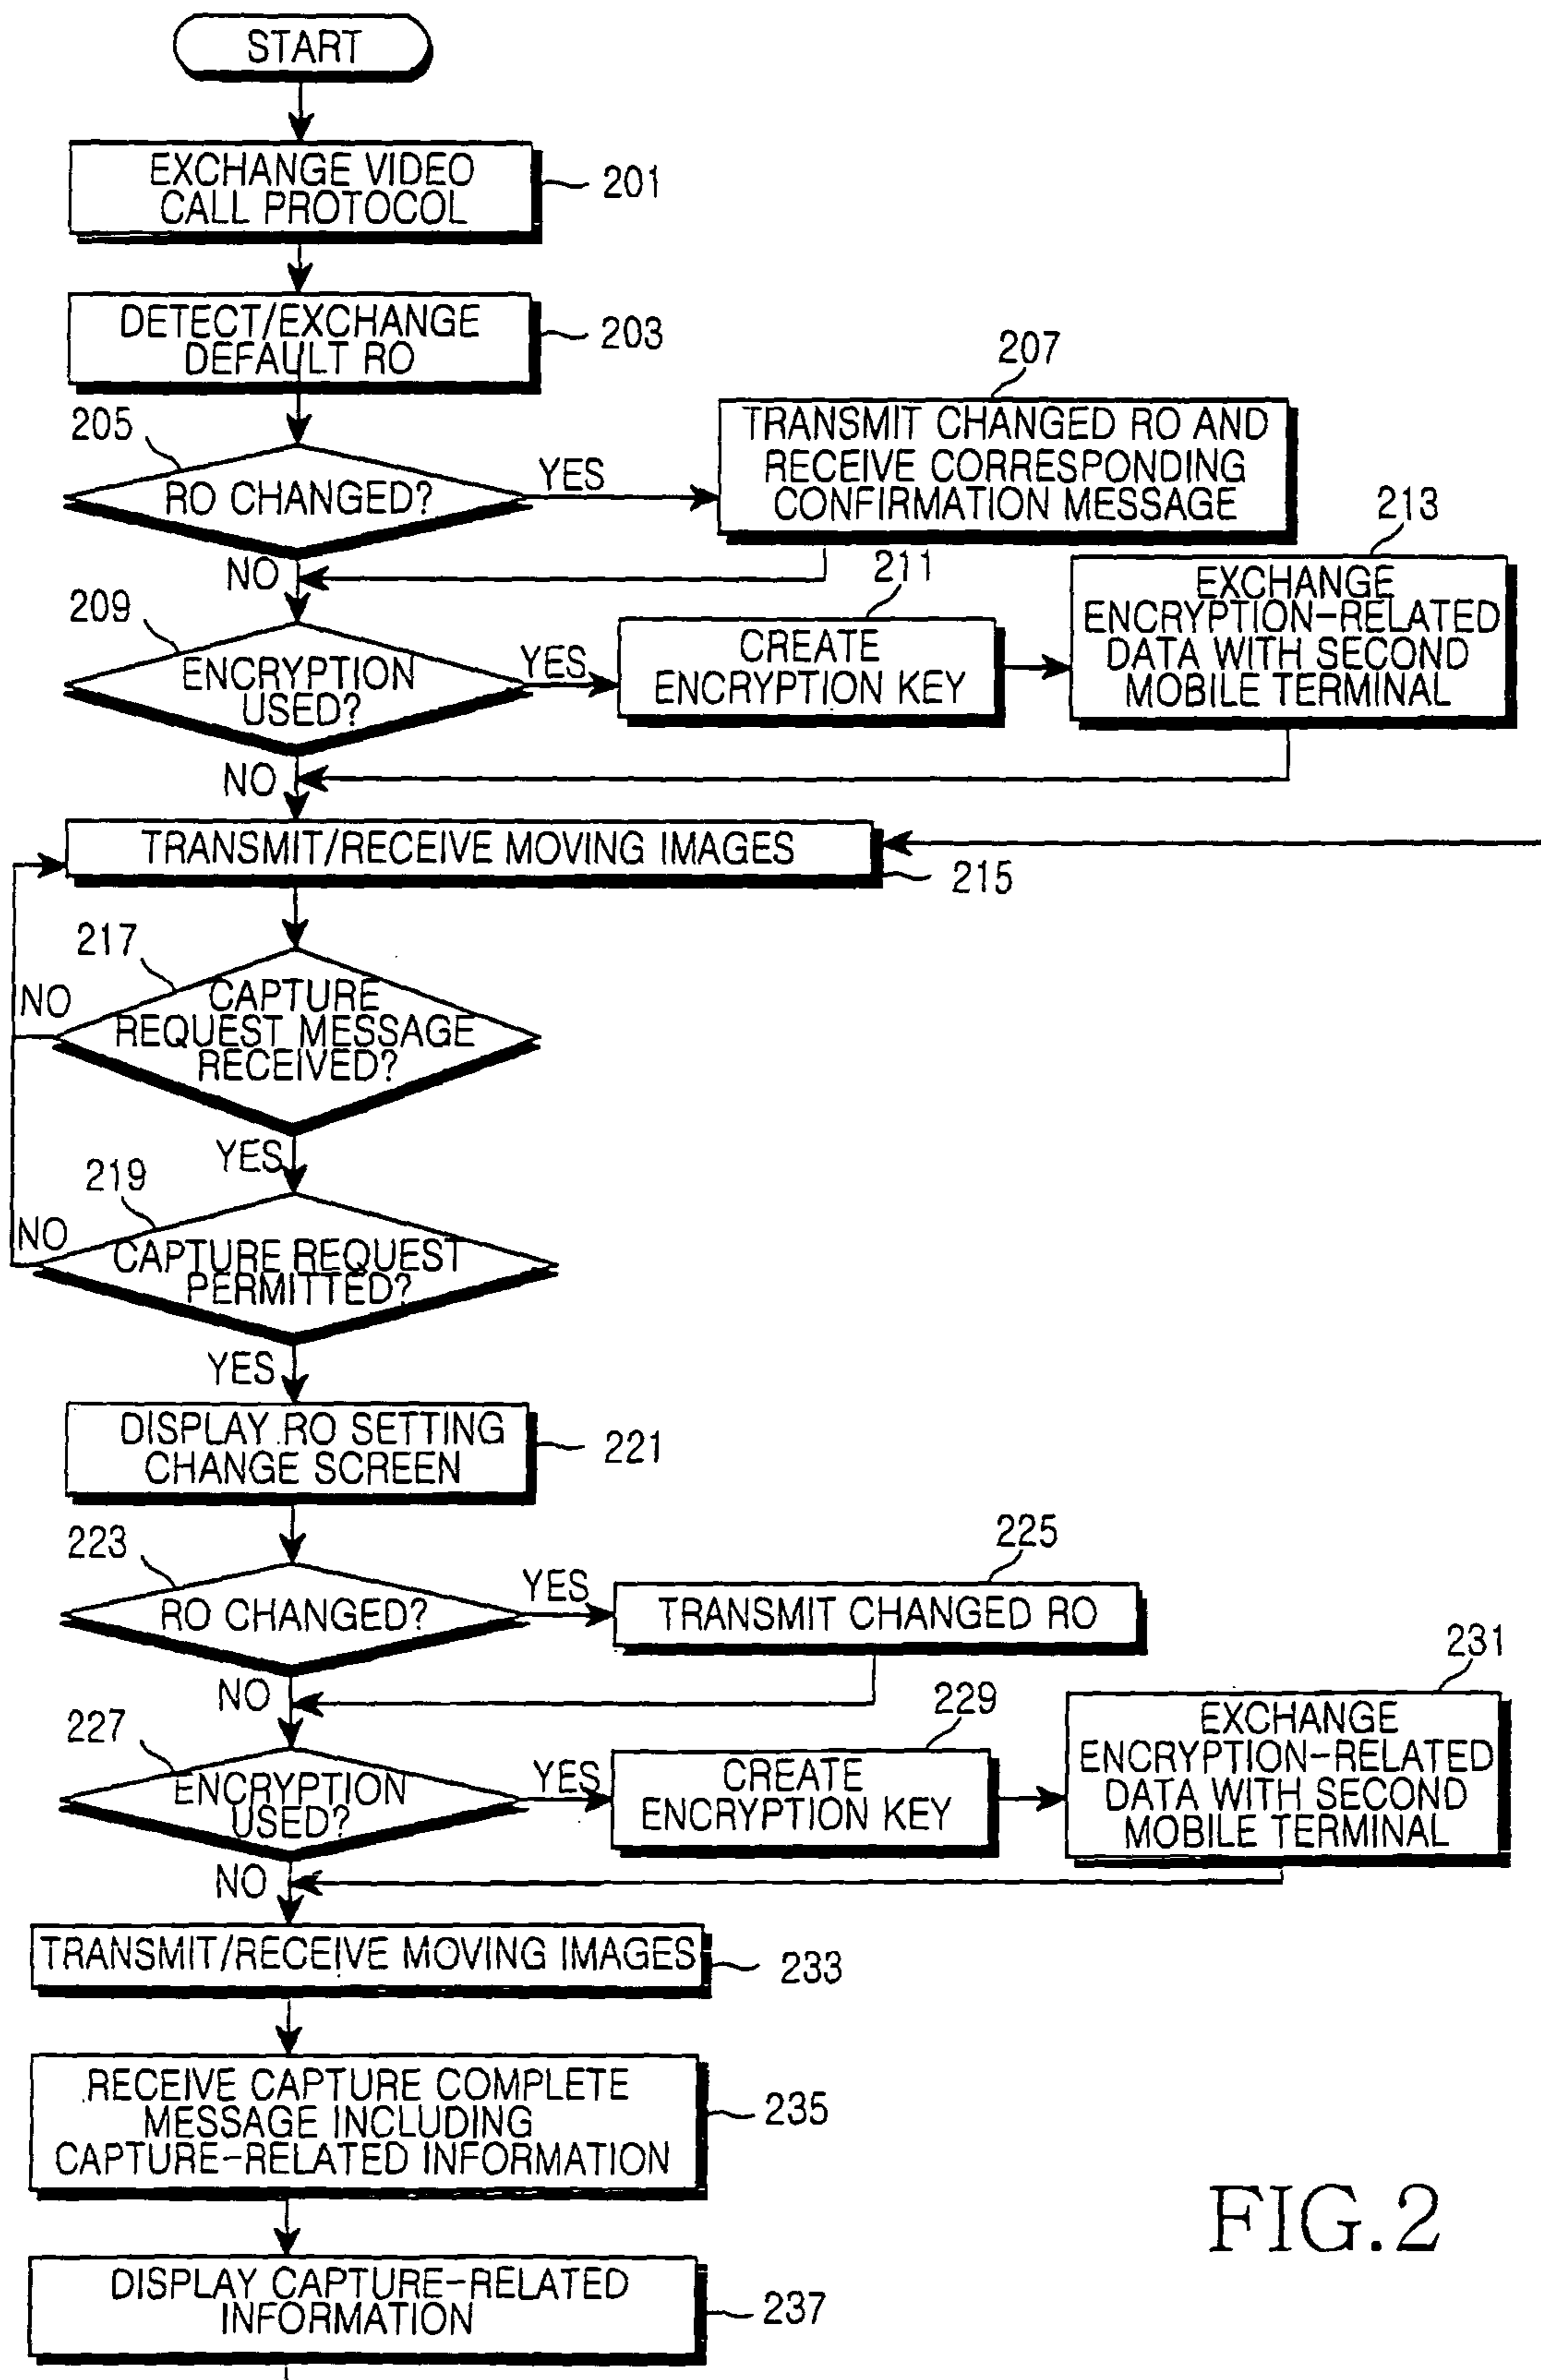 START
EXCHANGE VIDEO
CALL PROTOCOL
201
DETECT/EXCHANGE
DEFAULT RO
203
205
RO CHANGED?
YES
NO
207
TRANSMIT CHANGED RO AND
RECEIVE CORRESPONDING
CONFIRMATION MESSAGE
209
ENCRYPTION
USED?
YES
NO
211
CREATE
ENCRYPTION KEY
213
EXCHANGE
ENCRYPTION-RELATED
DATA WITH SECOND
MOBILE TERMINAL
TRANSMIT/RECEIVE MOVING IMAGES
215
217
CAPTURE
REQUEST MESSAGE
RECEIVED?
NO
YES
219
CAPTURE REQUEST
PERMITTED?
NO
YES
DISPLAY RO SETTING
CHANGE SCREEN
221
223
RO CHANGED?
YES
NO
225
TRANSMIT CHANGED RO
227
ENCRYPTION
USED?
YES
NO
229
CREATE
ENCRYPTION KEY
231
EXCHANGE
ENCRYPTION-RELATED
DATA WITH SECOND
MOBILE TERMINAL
TRANSMIT/RECEIVE MOVING IMAGES
233
RECEIVE CAPTURE COMPLETE
MESSAGE INCLUDING
CAPTURE-RELATED INFORMATION
235
DISPLAY CAPTURE-RELATED
INFORMATION
237
FIG.2